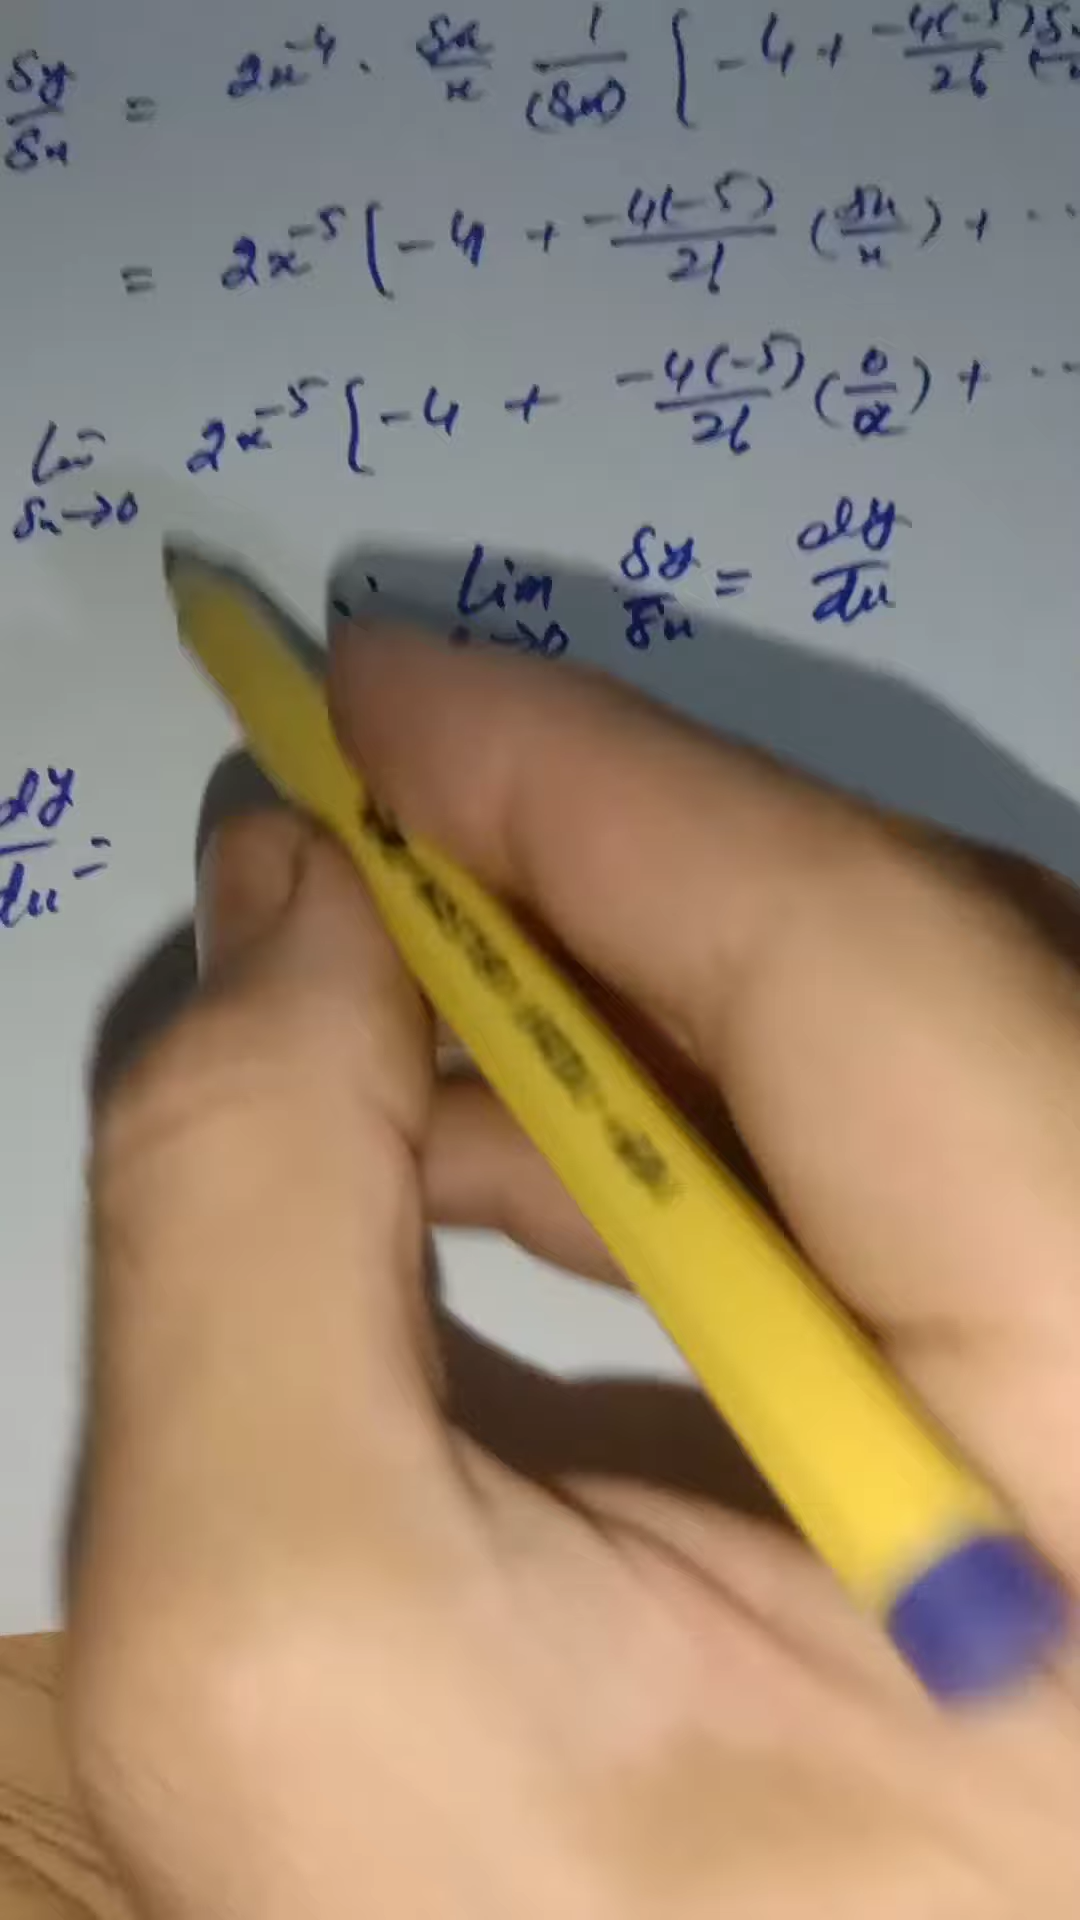 δy/δx = 2x^-4 . δx/x 1/(δx) [ -4 + -4(-5)/2! (δx/x
= 2x^-5 [ -4 + -4(-5)/2! (δx/x) + ..
Lim δx→0 2x^-5 [ -4 + -4(-5)/2! (0/x) + ..
∵ Lim →0 δy/δx = dy/dx
dy/dx =